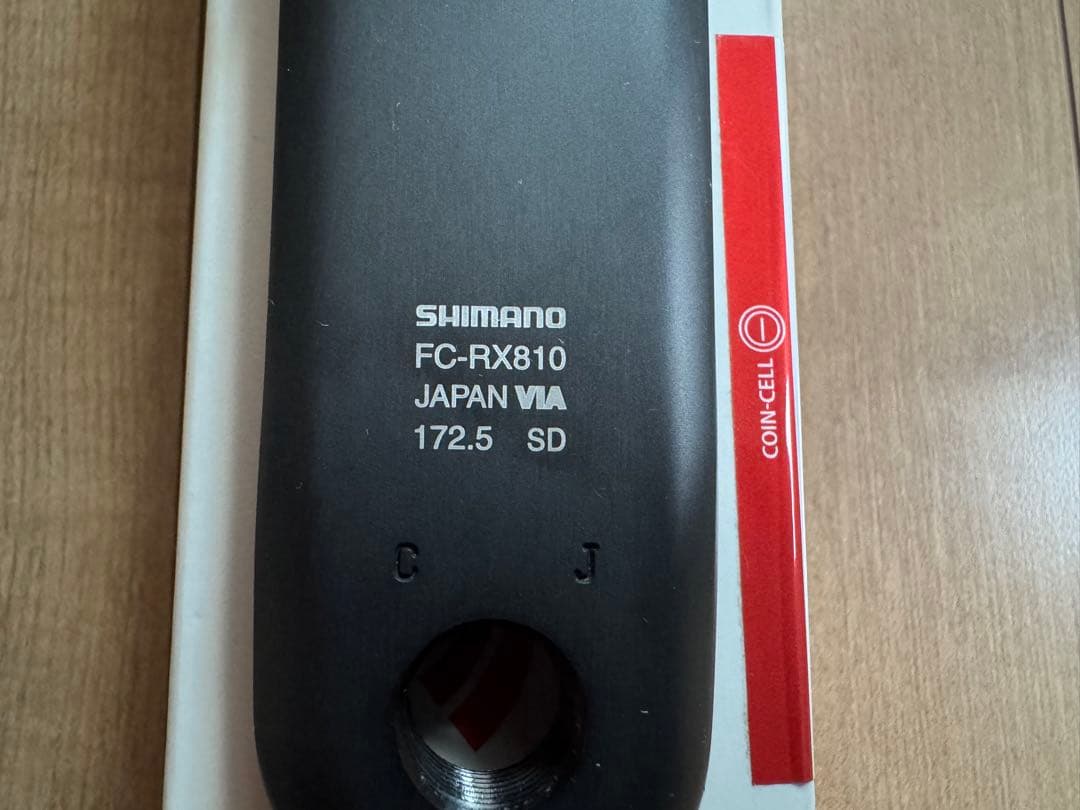 SHIMANO
FC-RX810
JAPAN VIA
172.5 SD
C J
COIN-CELL